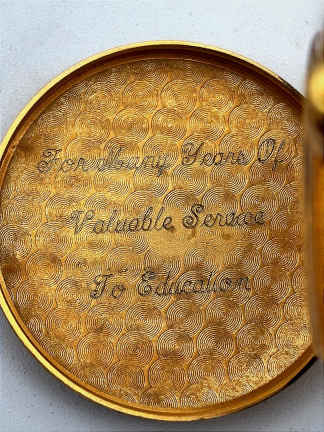 For Many Years Of
Valuable Service
To Education